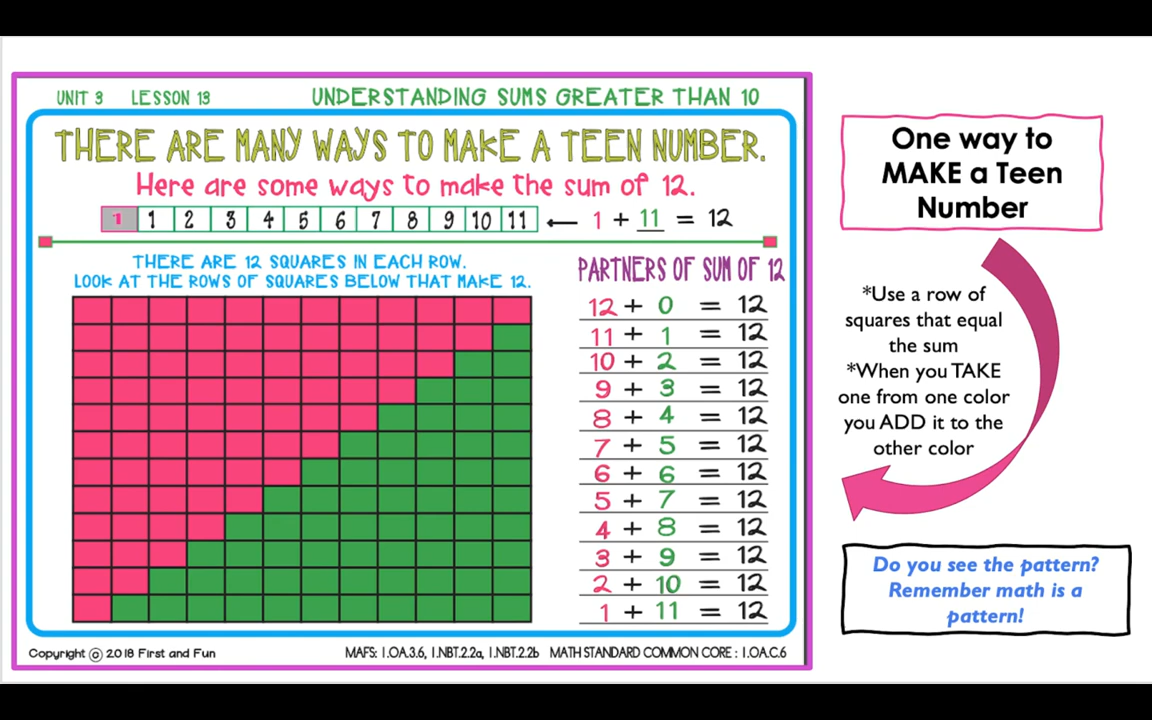 UNIT 3 LESSON 13 UNDERSTANDING SUMS GREATER THAN 10
THERE ARE MANY WAYS TO MAKE A TEEN NUMBER.
Here are some ways to make the sum of 12.
1 1 2 3 4 5 6 7 8 9 10 11 ← 1 + 11 = 12
THERE ARE 12 SQUARES IN EACH ROW.
LOOK AT THE ROWS OF SQUARES BELOW THAT MAKE 12.
PARTNERS OF SUM OF 12
12 + 0 = 12
11 + 1 = 12
10 + 2 = 12
9 + 3 = 12
8 + 4 = 12
7 + 5 = 12
6 + 6 = 12
5 + 7 = 12
4 + 8 = 12
3 + 9 = 12
2 + 10 = 12
1 + 11 = 12
Copyright © 2018 First and Fun MAFS: 1.OA.3.6, 1.NBT.2.2a, 1.NBT.2.2b MATH STANDARD COMMON CORE : 1.OA.C.6
One way to
MAKE a Teen
Number
*Use a row of
squares that equal
the sum
*When you TAKE
one from one color
you ADD it to the
other color
Do you see the pattern?
Remember math is a
pattern!